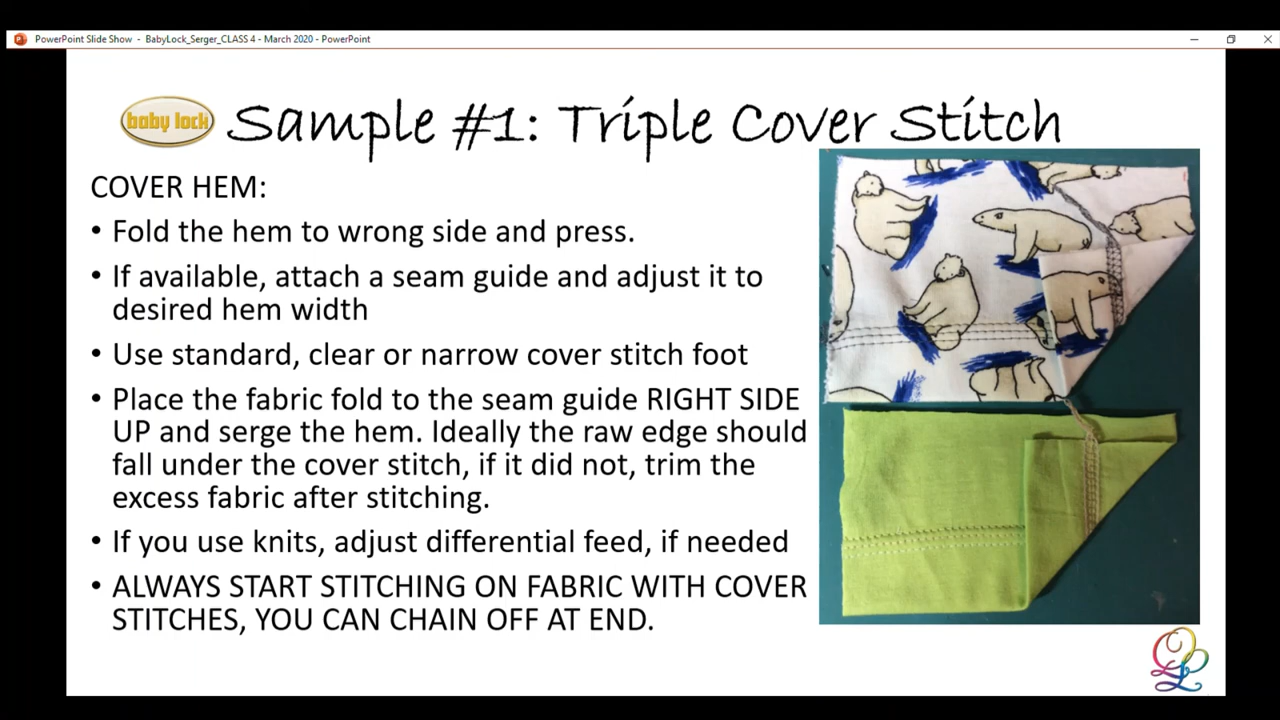 PowerPoint Slide Show - BabyLock_Serger_CLASS 4 - March 2020 - PowerPoint
baby lock
Sample #1: Triple Cover Stitch
COVER HEM:
• Fold the hem to wrong side and press.
• If available, attach a seam guide and adjust it to
desired hem width
• Use standard, clear or narrow cover stitch foot
• Place the fabric fold to the seam guide RIGHT SIDE
UP and serge the hem. Ideally the raw edge should
fall under the cover stitch, if it did not, trim the
excess fabric after stitching.
• If you use knits, adjust differential feed, if needed
• ALWAYS START STITCHING ON FABRIC WITH COVER
STITCHES, YOU CAN CHAIN OFF AT END.